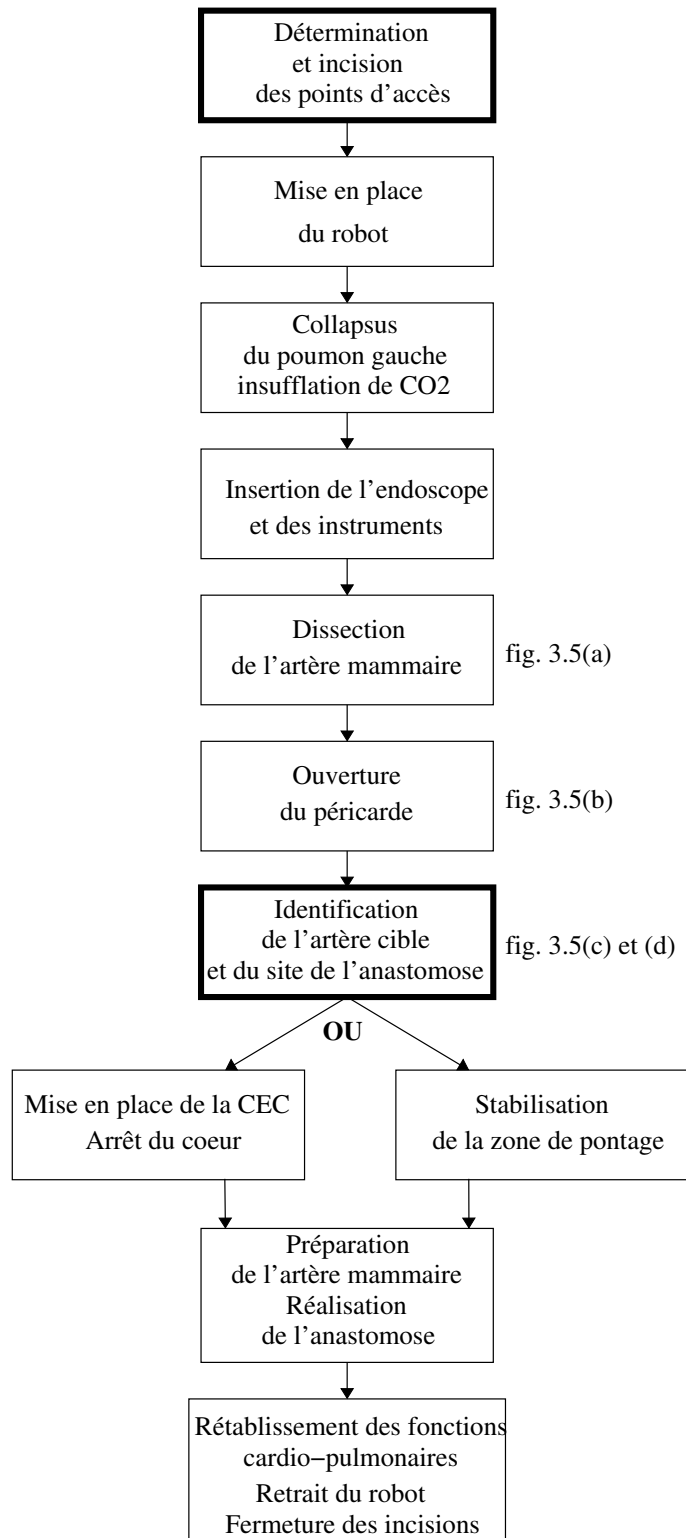 Détermination
et incision
des points d’accès
Mise en place
du robot
Collapsus
du poumon gauche
insufflation de CO2
Insertion de l’endoscope
et des instruments
Dissection
de l’artère mammaire
fig. 3.5(a)
Ouverture
du péricarde
fig. 3.5(b)
Identification
de l’artère cible
et du site de l’anastomose
fig. 3.5(c) et (d)
OU
Mise en place de la CEC
Arrêt du coeur
Stabilisation
de la zone de pontage
Préparation
de l’artère mammaire
Réalisation
de l’anastomose
Rétablissement des fonctions
cardio−pulmonaires
Retrait du robot
Fermeture des incisions